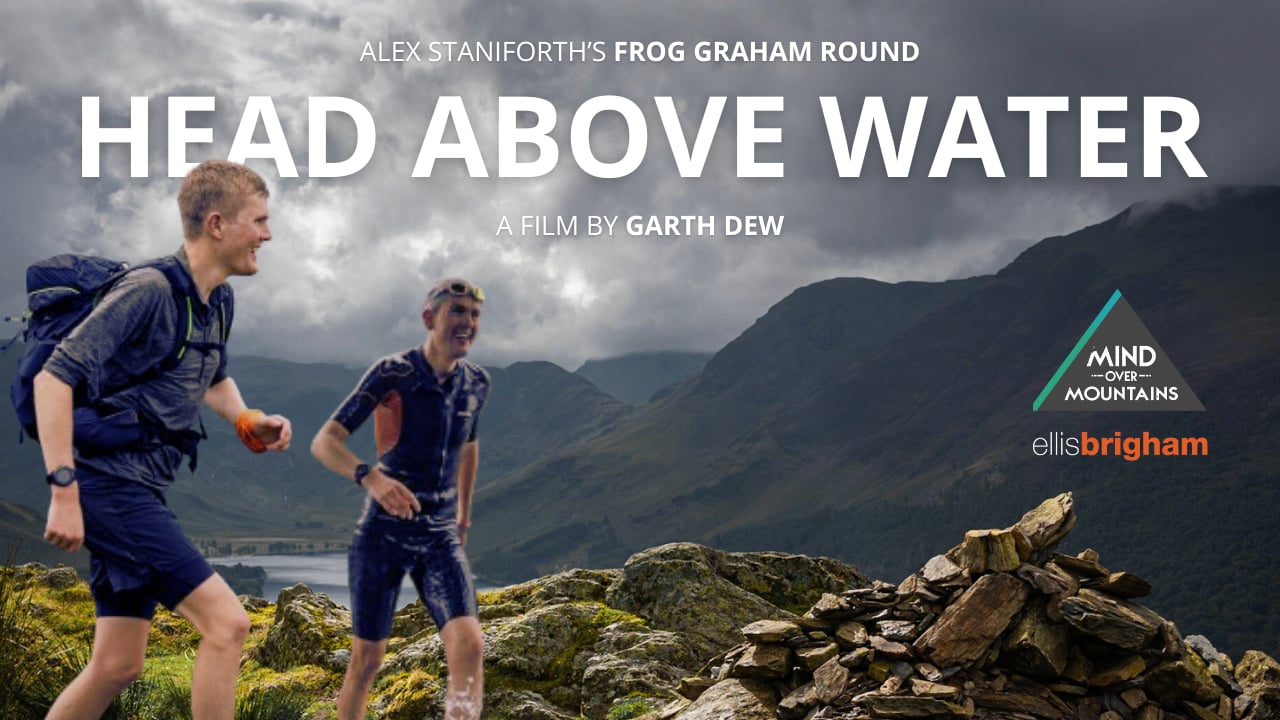 ALEX STANIFORTH'S FROG GRAHAM ROUND
HEAD ABOVE WATER
A FILM BY GARTH DEW
MIND
OVER
MOUNTAINS
ellisbrigham